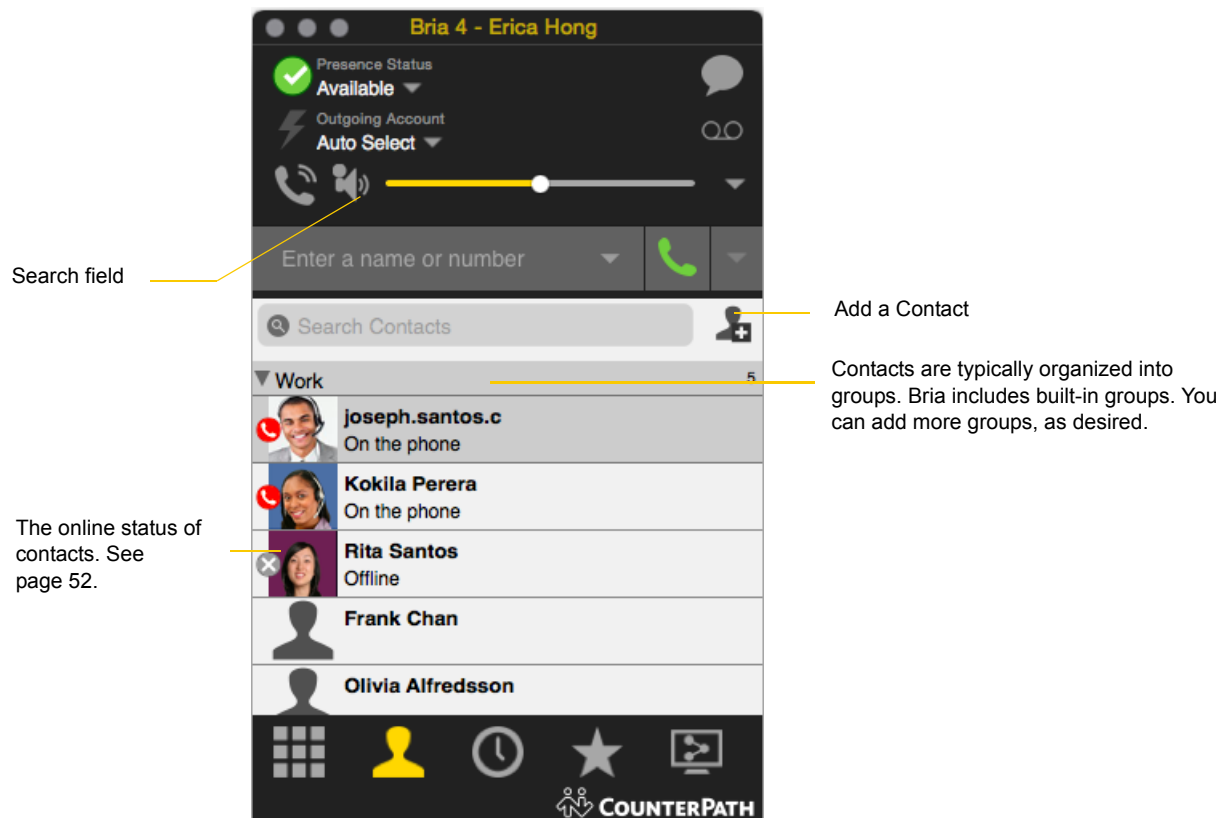 Bria 4 - Erica Hong
Presence Status
Available
Outgoing Account
Auto Select
Enter a name or number
Search field
Search Contacts
Add a Contact
Work 5
Contacts are typically organized into
groups. Bria includes built-in groups. You
can add more groups, as desired.
joseph.santos.c
On the phone
Kokila Perera
On the phone
The online status of
contacts. See
page 52.
Rita Santos
Offline
Frank Chan
Olivia Alfredsson
COUNTERPATH